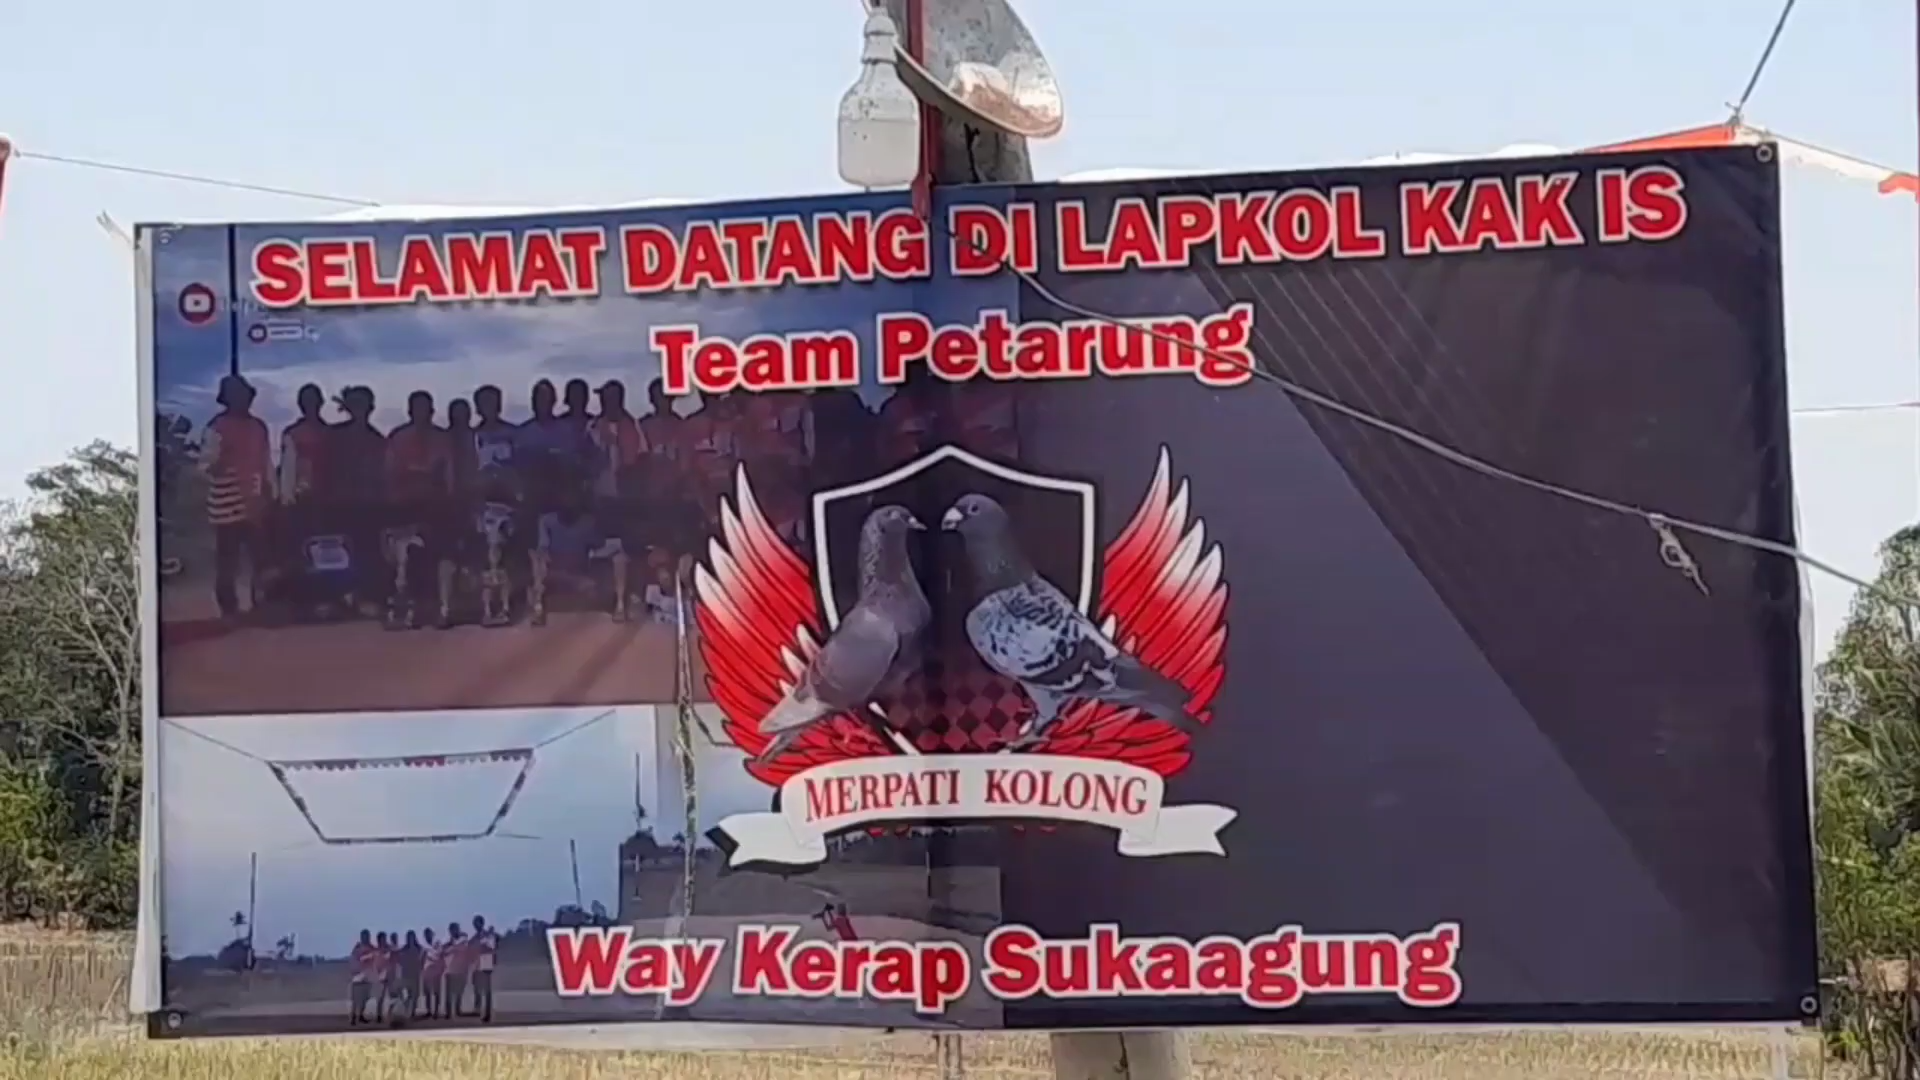 SELAMAT DATANG DI LAPKOL KAK IS
Team Petarung
MERPATI KOLONG
Way Kerap Sukaagung